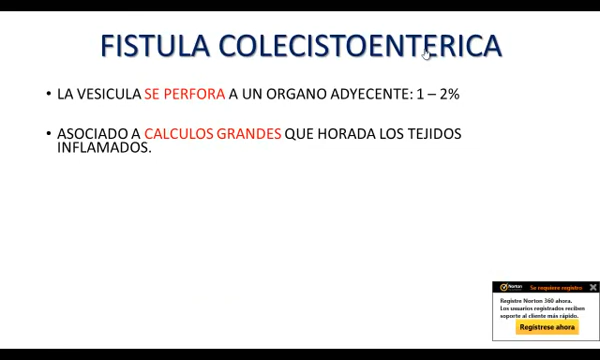 FISTULA COLECISTOENTERICA
• LA VESICULA SE PERFORA A UN ORGANO ADYECENTE: 1 – 2%
• ASOCIADO A CALCULOS GRANDES QUE HORADA LOS TEJIDOS
INFLAMADOS.
Norton
Se requiere registro
Registre Norton 360 ahora.
Los usuarios registrados reciben
soporte al cliente más rápido.
Regístrese ahora